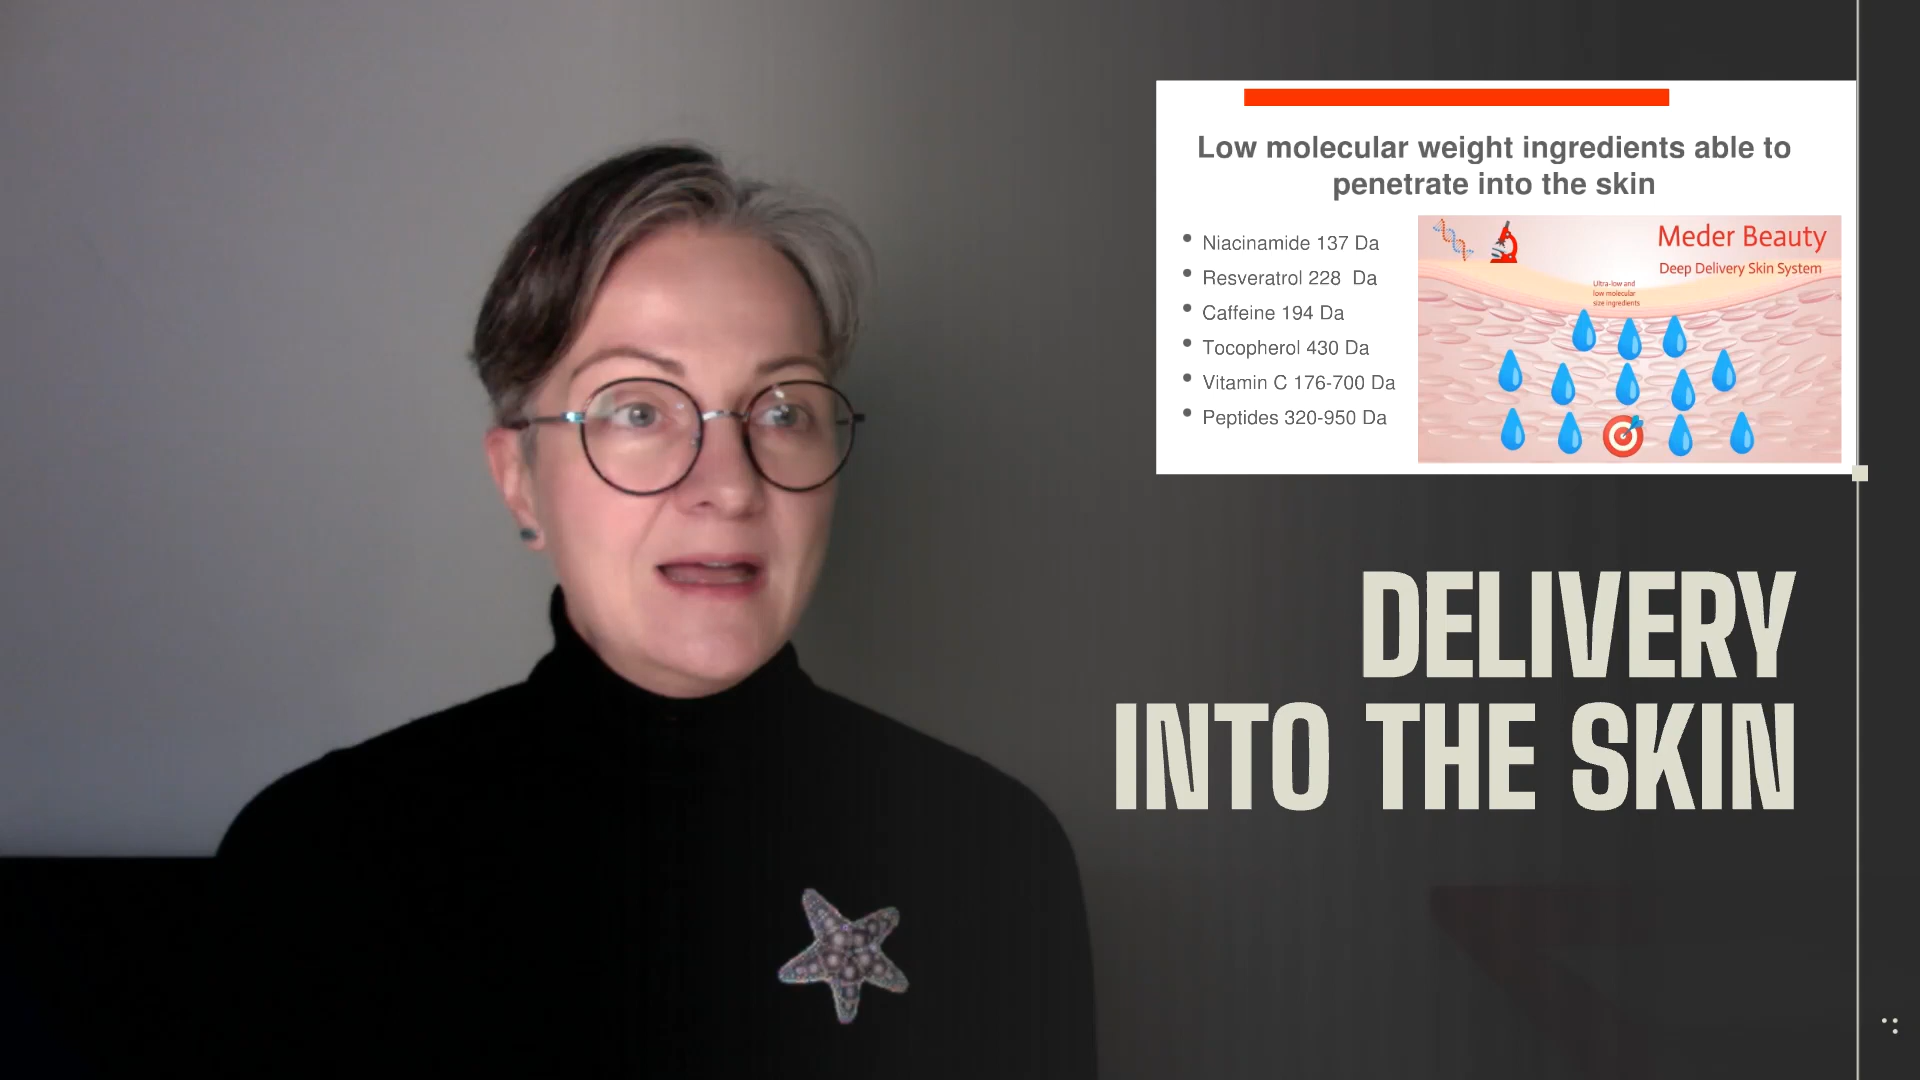 Low molecular weight ingredients able to
penetrate into the skin
• Niacinamide 137 Da
• Resveratrol 228 Da
• Caffeine 194 Da
• Tocopherol 430 Da
• Vitamin C 176-700 Da
• Peptides 320-950 Da
Meder Beauty
Deep Delivery Skin System
Ultra-low and
low molecular
size ingredients
DELIVERY
INTO THE SKIN